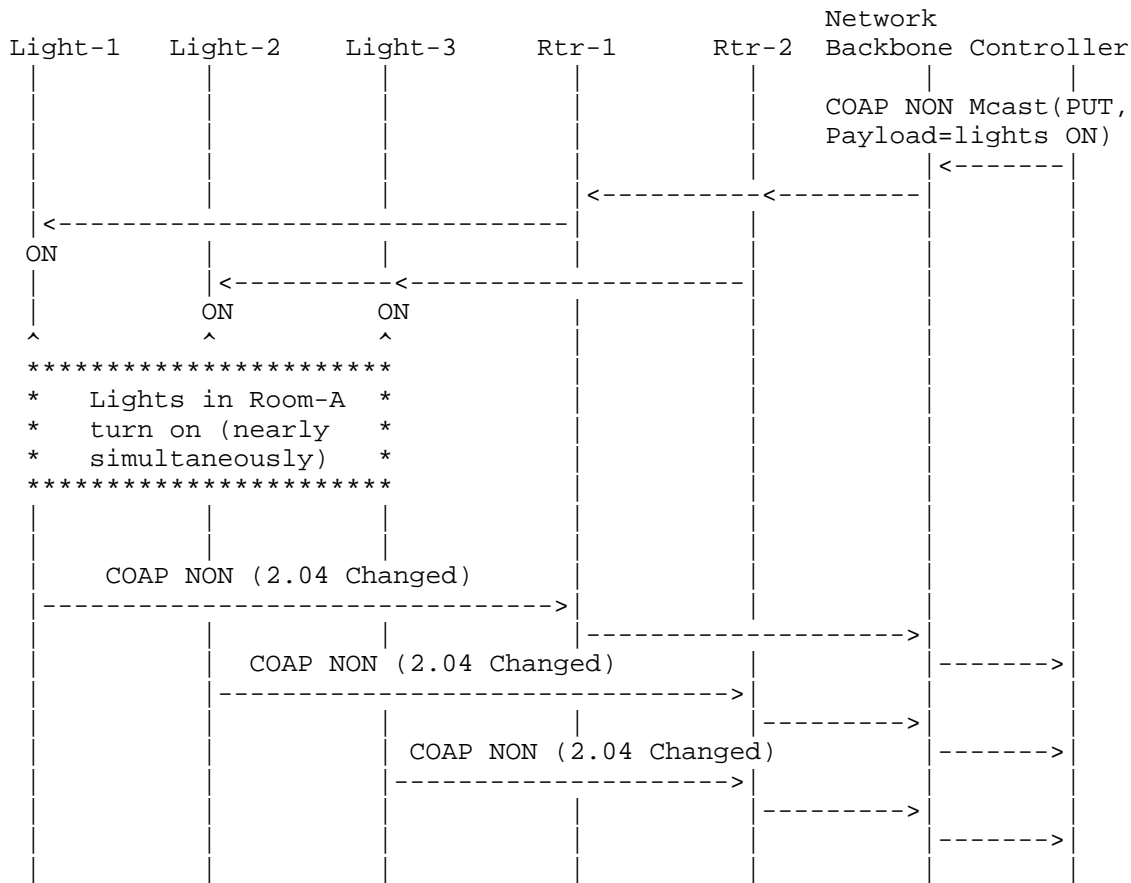 Network
Light-1 Light-2 Light-3 Rtr-1 Rtr-2 Backbone Controller
COAP NON Mcast(PUT,
Payload=lights ON)
ON
ON ON
Lights in Room-A
turn on (nearly
simultaneously)
COAP NON (2.04 Changed)
COAP NON (2.04 Changed)
COAP NON (2.04 Changed)